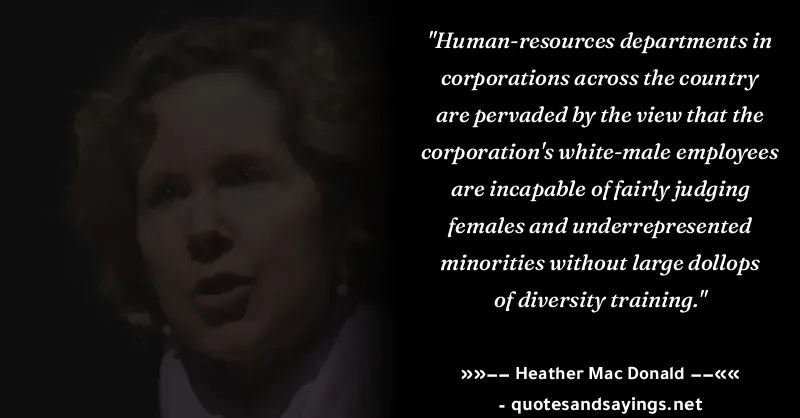 "Human-resources departments in
corporations across the country
are pervaded by the view that the
corporation's white-male employees
are incapable of fairly judging
females and underrepresented
minorities without large dollops
of diversity training."
»»–– Heather Mac Donald ––««
- quotesandsayings.net